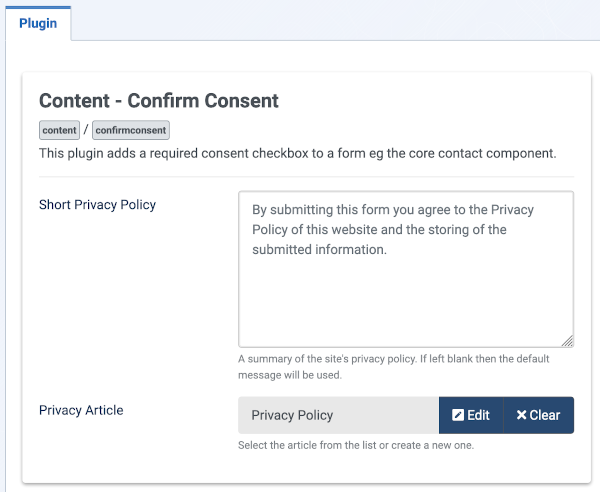 Plugin
Content - Confirm Consent
content / confirmconsent
This plugin adds a required consent checkbox to a form eg the core contact component.
Short Privacy Policy
By submitting this form you agree to the Privacy
Policy of this website and the storing of the
submitted information.
A summary of the site's privacy policy. If left blank then the default
message will be used.
Privacy Article
Privacy Policy
Edit
Clear
Select the article from the list or create a new one.